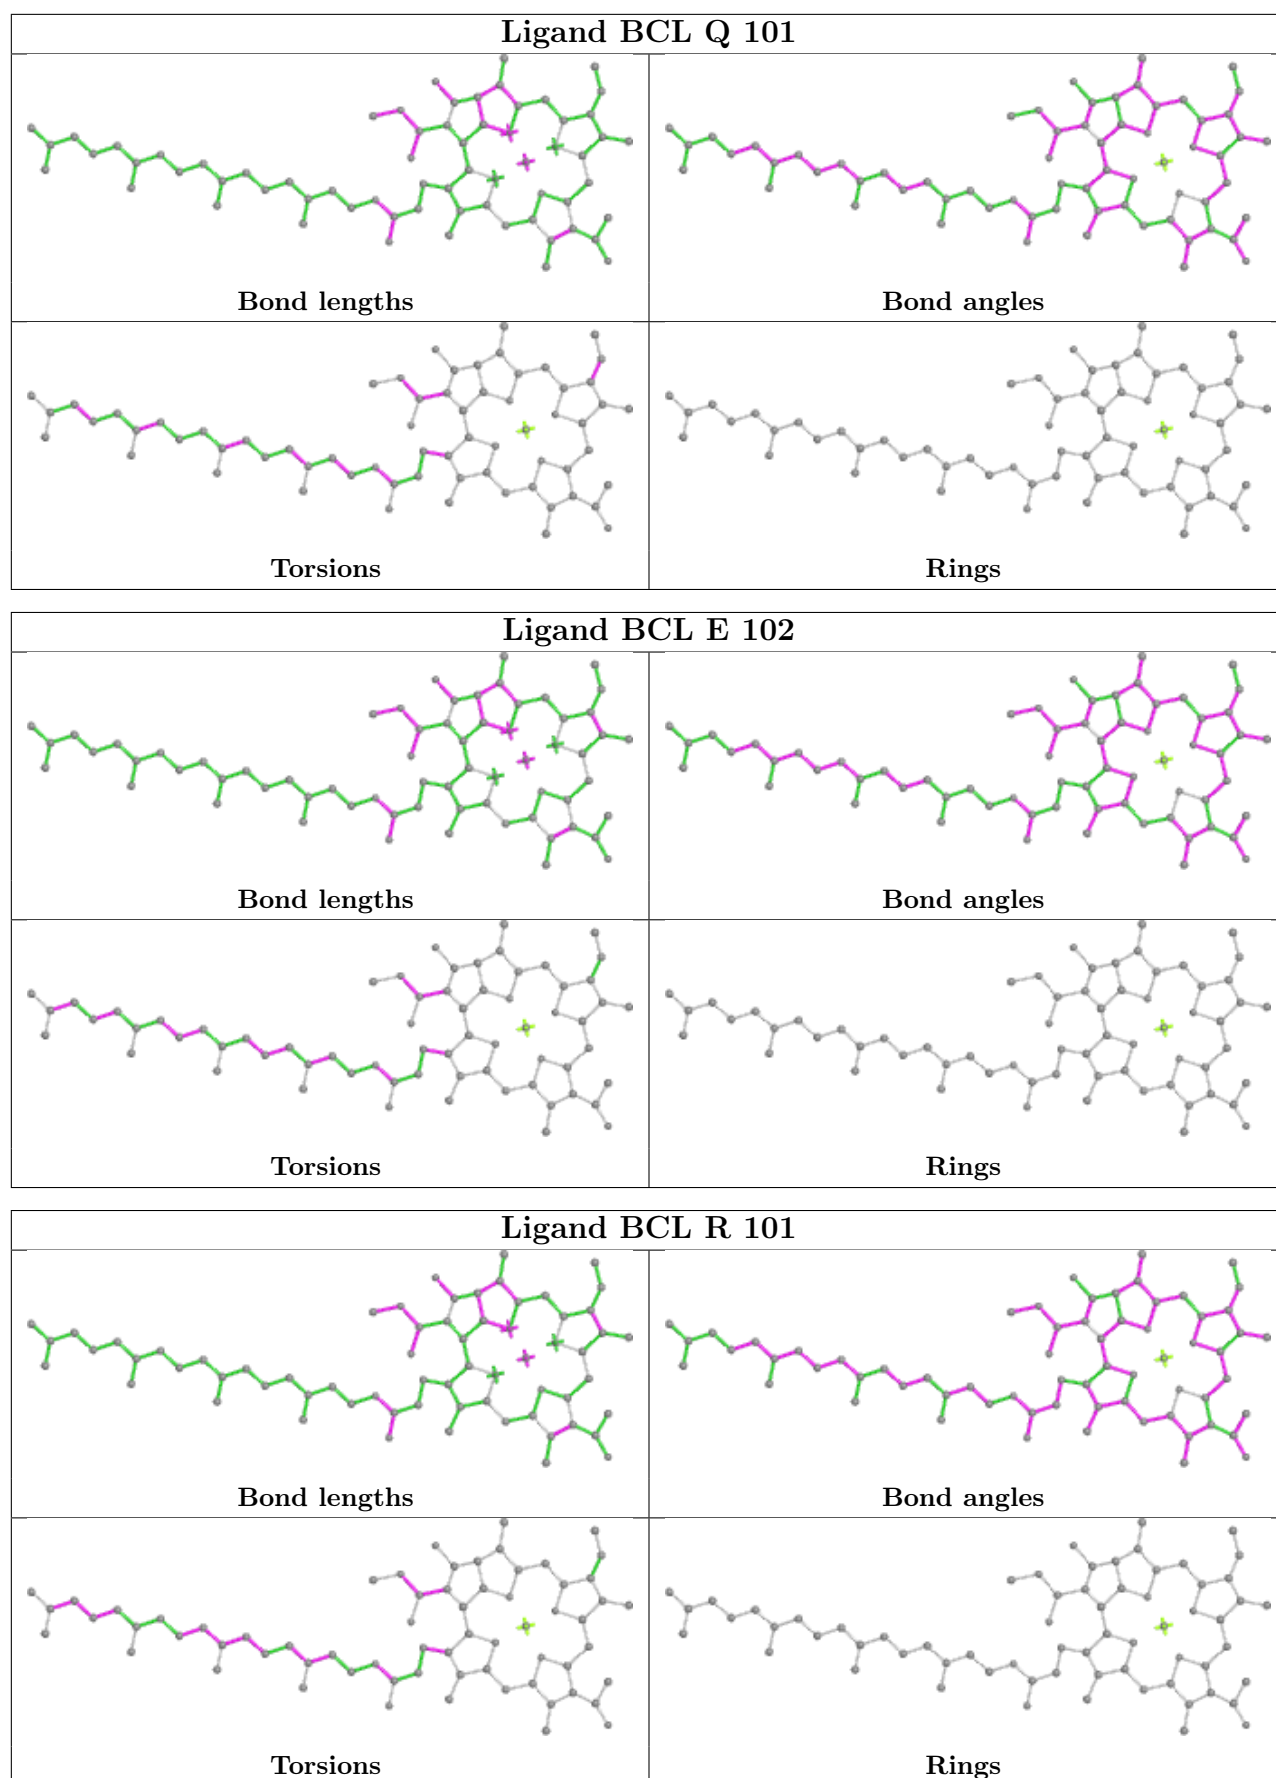 Ligand BCL Q 101
Bond lengths
Bond angles
Torsions
Rings
Ligand BCL E 102
Bond lengths
Bond angles
Torsions
Rings
Ligand BCL R 101
Bond lengths
Bond angles
Torsions
Rings